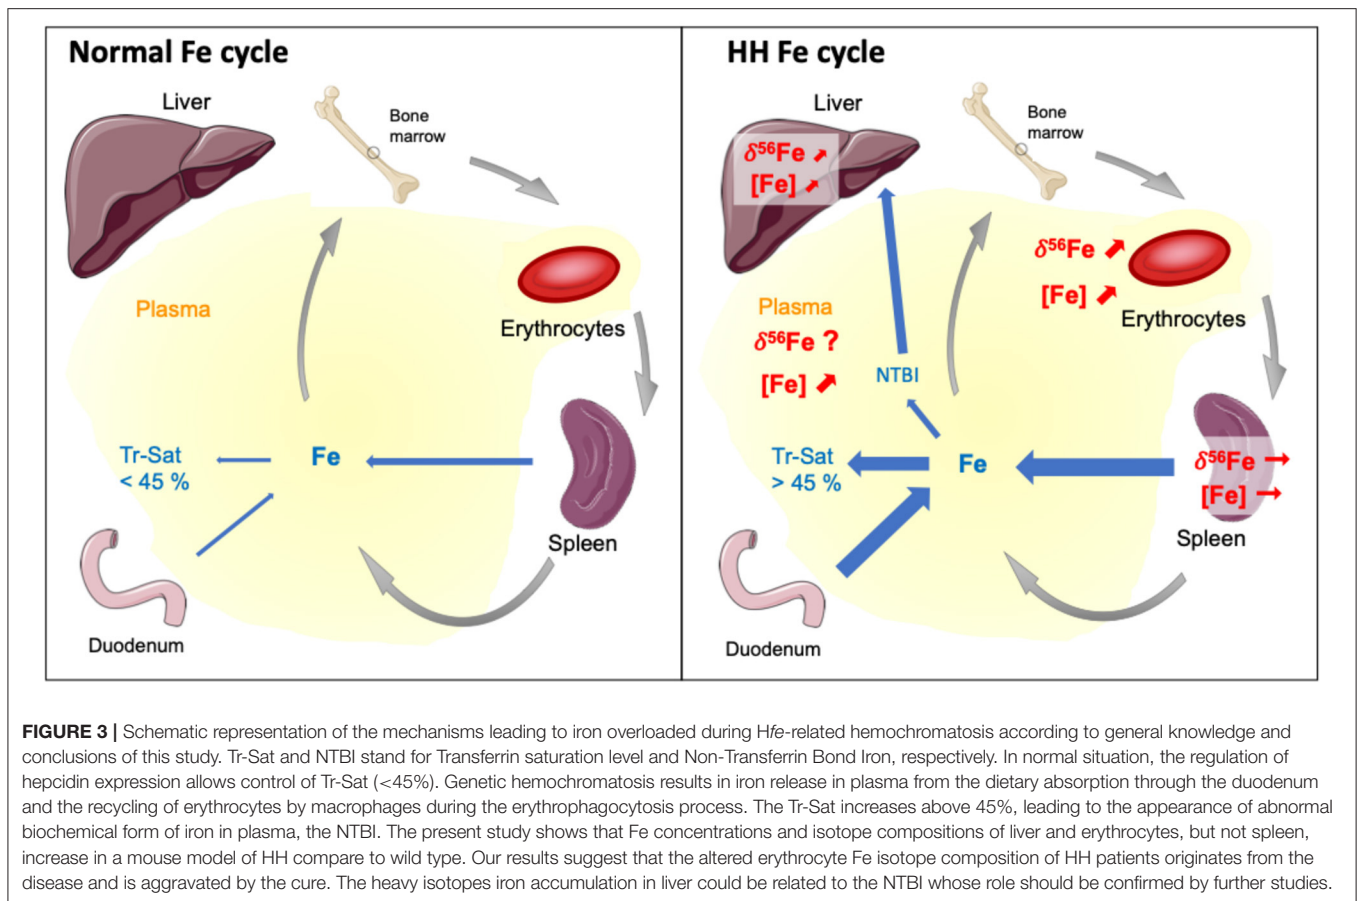 Normal Fe cycle
Liver
Bone
marrow
Plasma
Erythrocytes
Tr-Sat
< 45 %
Fe
Spleen
Duodenum
HH Fe cycle
Liver
δ⁵⁶Fe ↗
[Fe] ↗
Bone
marrow
δ⁵⁶Fe ↗
[Fe] ↗
Erythrocytes
Plasma
δ⁵⁶Fe ?
[Fe] ↗
NTBI
Tr-Sat
> 45 %
Fe
δ⁵⁶Fe →
[Fe] →
Spleen
Duodenum
FIGURE 3 | Schematic representation of the mechanisms leading to iron overloaded during Hfe-related hemochromatosis according to general knowledge and
conclusions of this study. Tr-Sat and NTBI stand for Transferrin saturation level and Non-Transferrin Bond Iron, respectively. In normal situation, the regulation of
hepcidin expression allows control of Tr-Sat (<45%). Genetic hemochromatosis results in iron release in plasma from the dietary absorption through the duodenum
and the recycling of erythrocytes by macrophages during the erythrophagocytosis process. The Tr-Sat increases above 45%, leading to the appearance of abnormal
biochemical form of iron in plasma, the NTBI. The present study shows that Fe concentrations and isotope compositions of liver and erythrocytes, but not spleen,
increase in a mouse model of HH compare to wild type. Our results suggest that the altered erythrocyte Fe isotope composition of HH patients originates from the
disease and is aggravated by the cure. The heavy isotopes iron accumulation in liver could be related to the NTBI whose role should be confirmed by further studies.